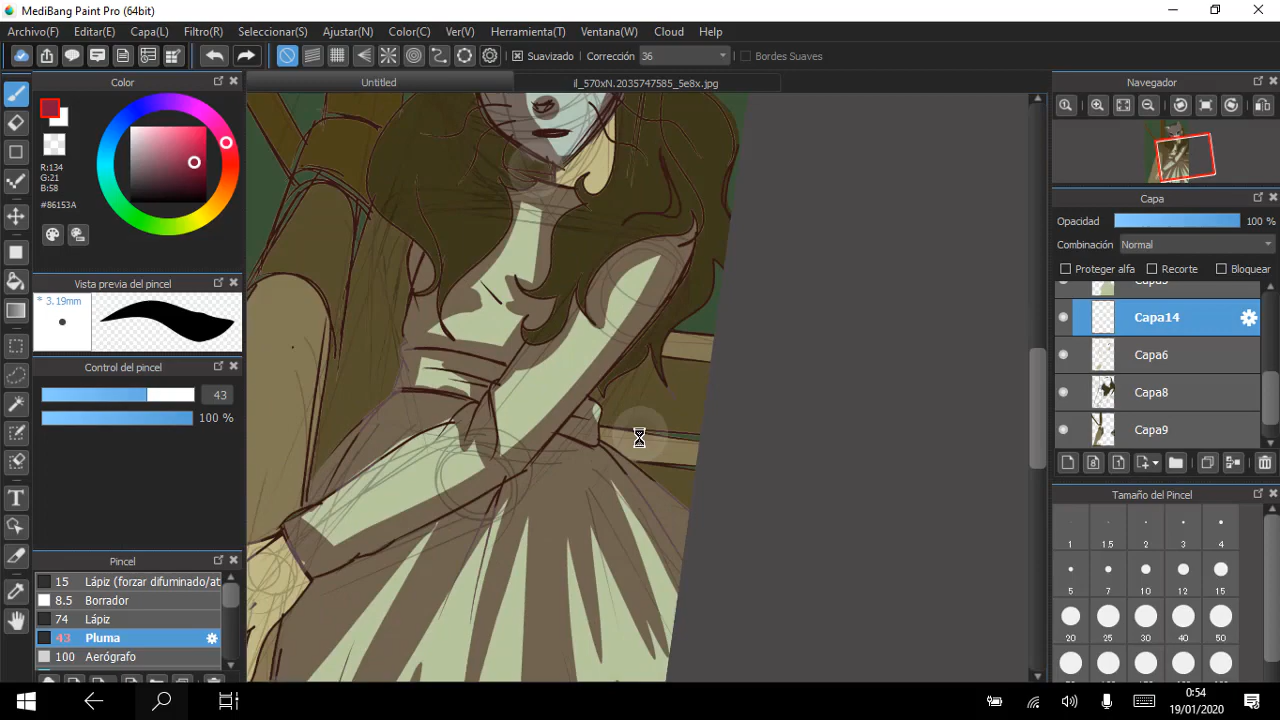 MediBang Paint Pro (64bit)
Archivo(F) Editar(E) Capa(L) Filtro(R) Seleccionar(S) Ajustar(N) Color(C) Ver(V) Herramienta(T) Ventana(W) Cloud Help
Suavizado Corrección 36 Bordes Suaves
Color
Untitled
il_570xN.2035747585_5e8x.jpg
Navegador
R:134
G:21
B:58
#86153A
Capa
Opacidad 100 %
Combinación Normal
Proteger alfa Recorte Bloquear
Vista previa del pincel
* 3.19mm
Capa14
Capa6
Control del pincel
43
100 %
Capa8
Capa9
Tamaño del Pincel
1 1.5 2 3 4
5 7 10 12 15
20 25 30 40 50
Pincel
15 Lápiz (forzar difuminado/at
8.5 Borrador
74 Lápiz
43 Pluma
100 Aerógrafo
0:54
19/01/2020